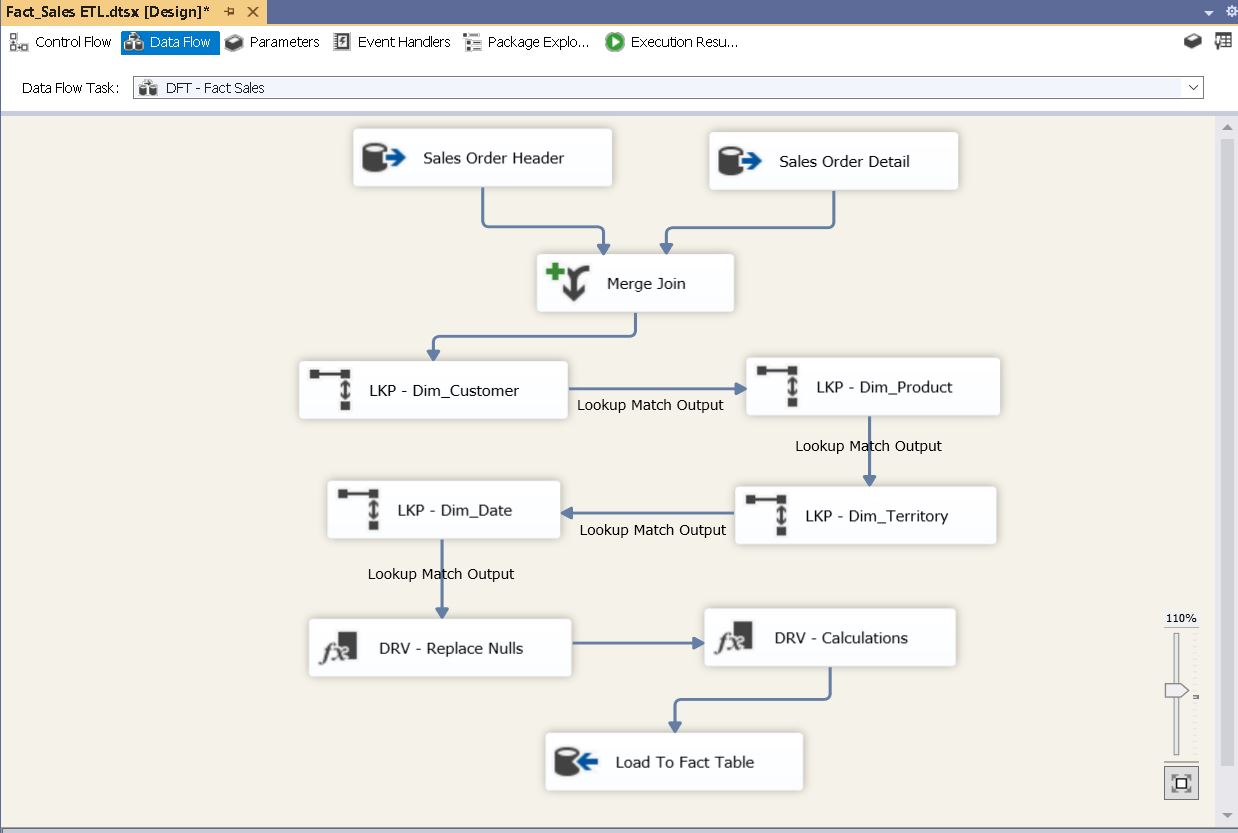 Fact_Sales ETL.dtsx [Design]*
Control Flow Data Flow Parameters Event Handlers Package Explo... Execution Resu...
Data Flow Task: DFT - Fact Sales
Sales Order Header
Sales Order Detail
Merge Join
LKP - Dim_Customer
Lookup Match Output
LKP - Dim_Product
Lookup Match Output
LKP - Dim_Territory
Lookup Match Output
LKP - Dim_Date
Lookup Match Output
DRV - Replace Nulls
DRV - Calculations
Load To Fact Table
110%